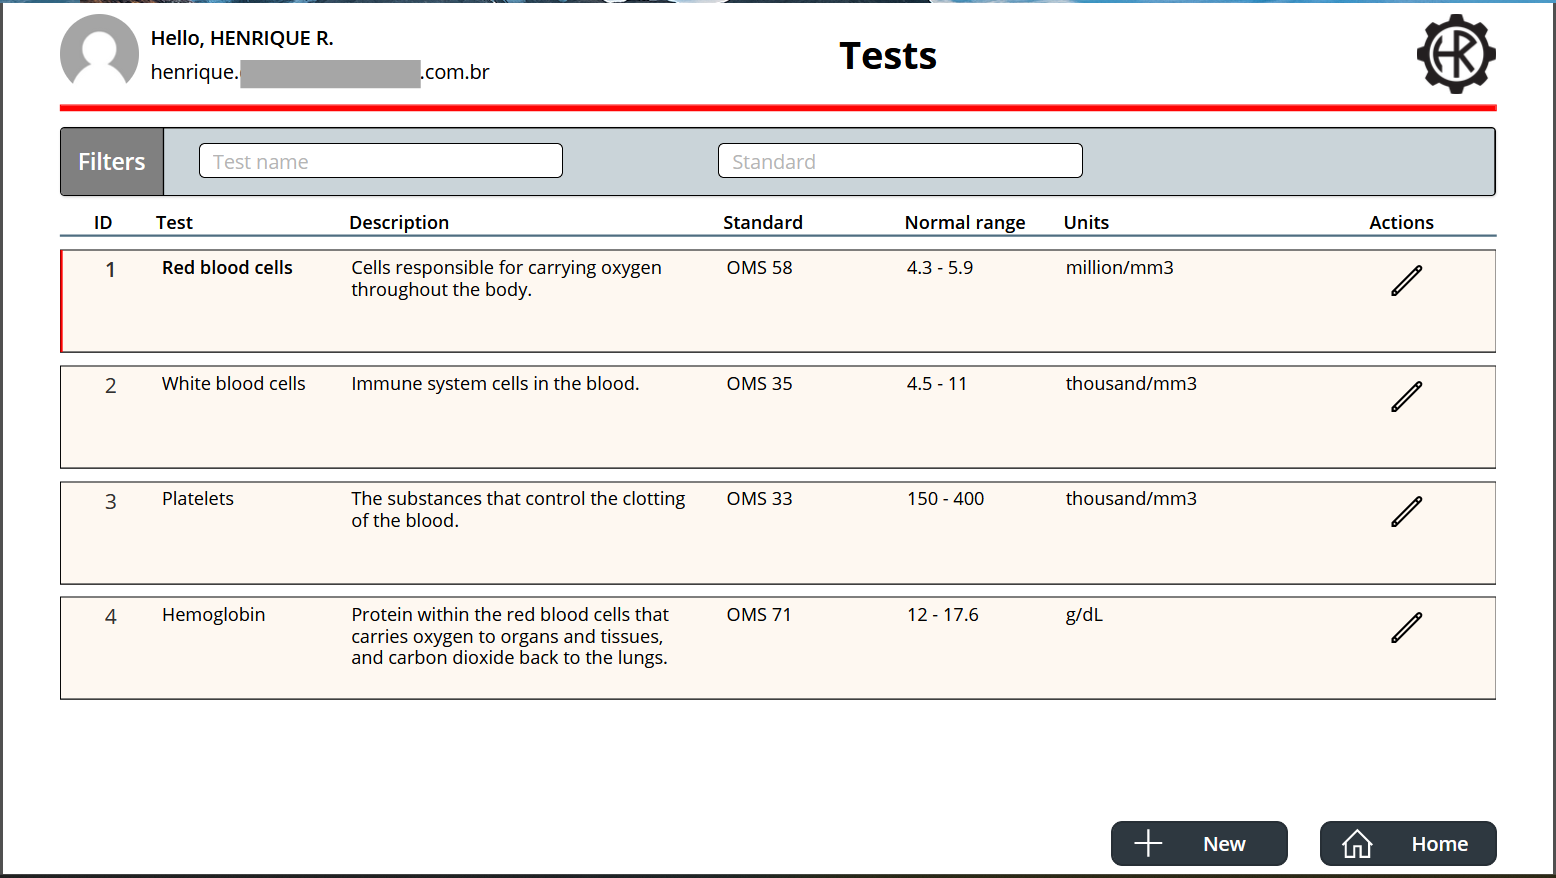 Hello, HENRIQUE R.
henrique.
.com.br
Tests
HR
Filters
Test name
Standard
ID Test Description Standard Normal range Units Actions
1 Red blood cells Cells responsible for carrying oxygen OMS 58 4.3 - 5.9 million/mm3
throughout the body.
2 White blood cells Immune system cells in the blood. OMS 35 4.5 - 11 thousand/mm3
3 Platelets The substances that control the clotting OMS 33 150 - 400 thousand/mm3
of the blood.
4 Hemoglobin Protein within the red blood cells that OMS 71 12 - 17.6 g/dL
carries oxygen to organs and tissues,
and carbon dioxide back to the lungs.
New
Home